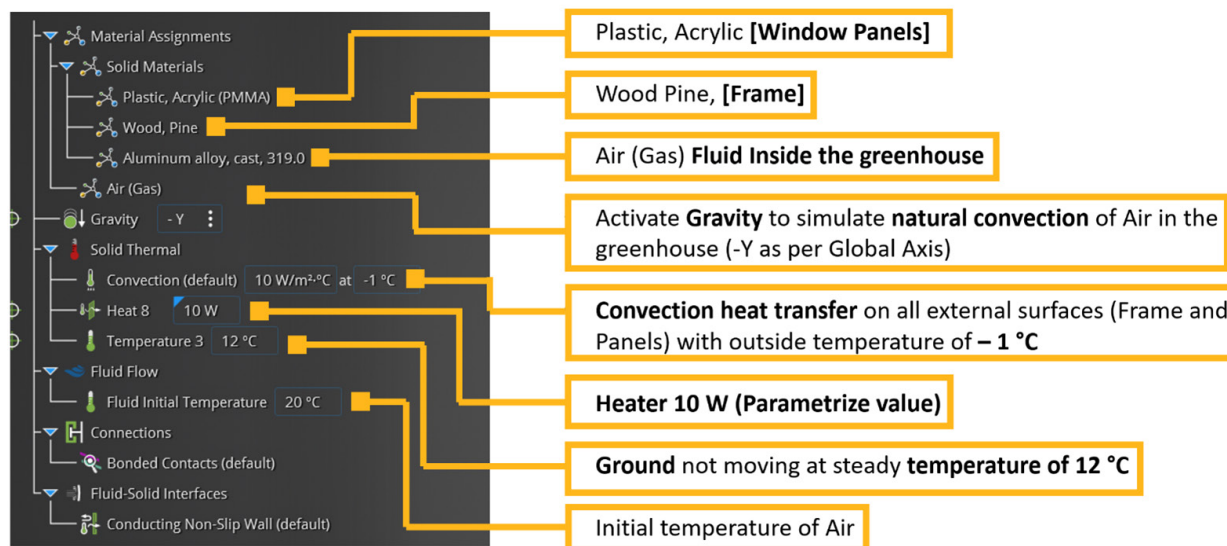 Material Assignments
Solid Materials
Plastic, Acrylic (PMMA)
Wood, Pine
Aluminum alloy, cast, 319.0
Air (Gas)
Gravity - Y
Solid Thermal
Convection (default) 10 W/m²·°C at -1 °C
Heat 8 10 W
Temperature 3 12 °C
Fluid Flow
Fluid Initial Temperature 20 °C
Connections
Bonded Contacts (default)
Fluid-Solid Interfaces
Conducting Non-Slip Wall (default)
Plastic, Acrylic [Window Panels]
Wood Pine, [Frame]
Air (Gas) Fluid Inside the greenhouse
Activate Gravity to simulate natural convection of Air in the
greenhouse (-Y as per Global Axis)
Convection heat transfer on all external surfaces (Frame and
Panels) with outside temperature of – 1 °C
Heater 10 W (Parametrize value)
Ground not moving at steady temperature of 12 °C
Initial temperature of Air